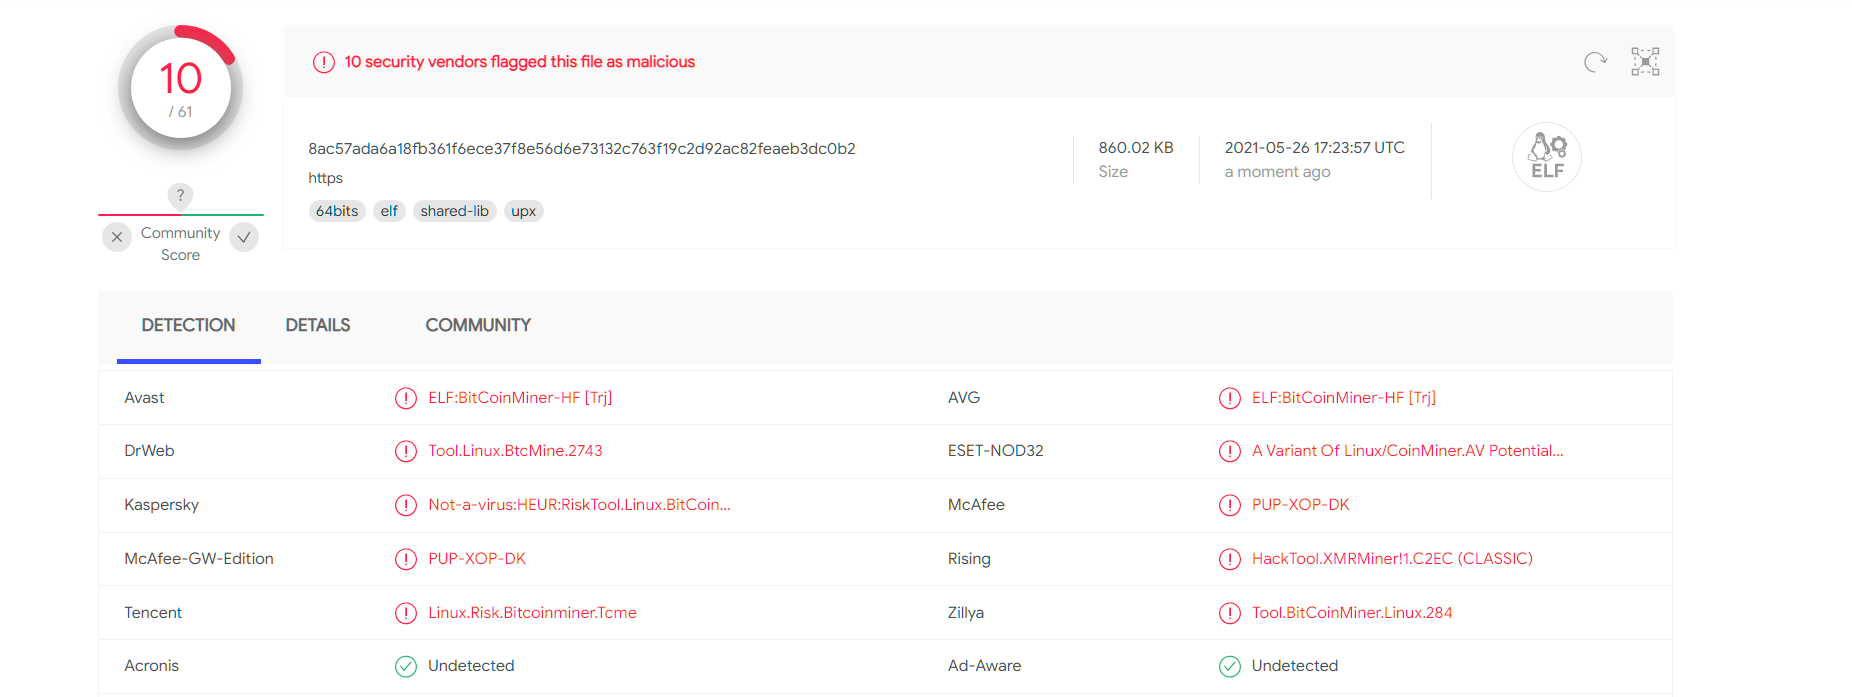 10
/ 61
10 security vendors flagged this file as malicious
8ac57ada6a18fb361f6ece37f8e56d6e73132c763f19c2d92ac82feaeb3dc0b2
https
64bits elf shared-lib upx
860.02 KB
Size
2021-05-26 17:23:57 UTC
a moment ago
ELF
?
Community
Score
DETECTION DETAILS COMMUNITY
Avast ELF:BitCoinMiner-HF [Trj] AVG ELF:BitCoinMiner-HF [Trj]
DrWeb Tool.Linux.BtcMine.2743 ESET-NOD32 A Variant Of Linux/CoinMiner.AV Potential...
Kaspersky Not-a-virus:HEUR:RiskTool.Linux.BitCoin... McAfee PUP-XOP-DK
McAfee-GW-Edition PUP-XOP-DK Rising HackTool.XMRMiner!1.C2EC (CLASSIC)
Tencent Linux.Risk.Bitcoinminer.Tcme Zillya Tool.BitCoinMiner.Linux.284
Acronis Undetected Ad-Aware Undetected